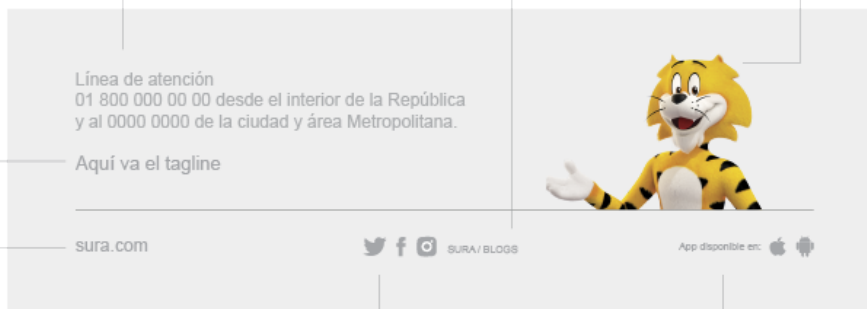 Línea de atención
01 800 000 00 00 desde el interior de la República
y al 0000 0000 de la ciudad y área Metropolitana.
Aquí va el tagline
sura.com
SURA / BLOGS
App disponible en: